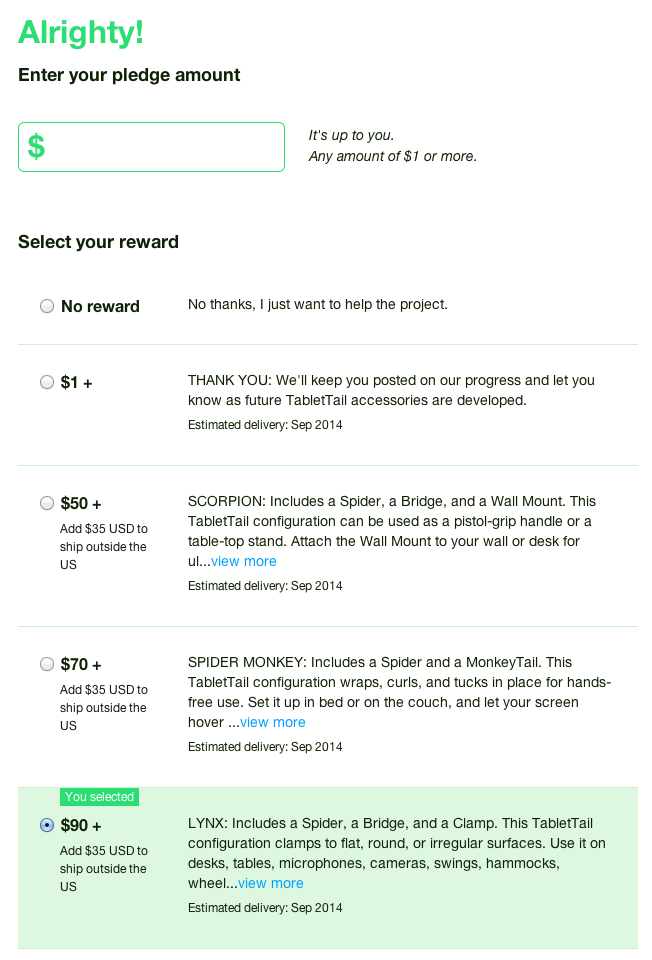 Alrighty!
Enter your pledge amount
$
It's up to you.
Any amount of $1 or more.
Select your reward
No reward
No thanks, I just want to help the project.
$1 +
THANK YOU: We'll keep you posted on our progress and let you
know as future TabletTail accessories are developed.
Estimated delivery: Sep 2014
$50 +
Add $35 USD to
ship outside the
US
SCORPION: Includes a Spider, a Bridge, and a Wall Mount. This
TabletTail configuration can be used as a pistol-grip handle or a
table-top stand. Attach the Wall Mount to your wall or desk for
ul...view more
Estimated delivery: Sep 2014
$70 +
Add $35 USD to
ship outside the
US
SPIDER MONKEY: Includes a Spider and a MonkeyTail. This
TabletTail configuration wraps, curls, and tucks in place for hands-
free use. Set it up in bed or on the couch, and let your screen
hover ...view more
Estimated delivery: Sep 2014
You selected
$90 +
Add $35 USD to
ship outside the
US
LYNX: Includes a Spider, a Bridge, and a Clamp. This TabletTail
configuration clamps to flat, round, or irregular surfaces. Use it on
desks, tables, microphones, cameras, swings, hammocks,
wheel...view more
Estimated delivery: Sep 2014